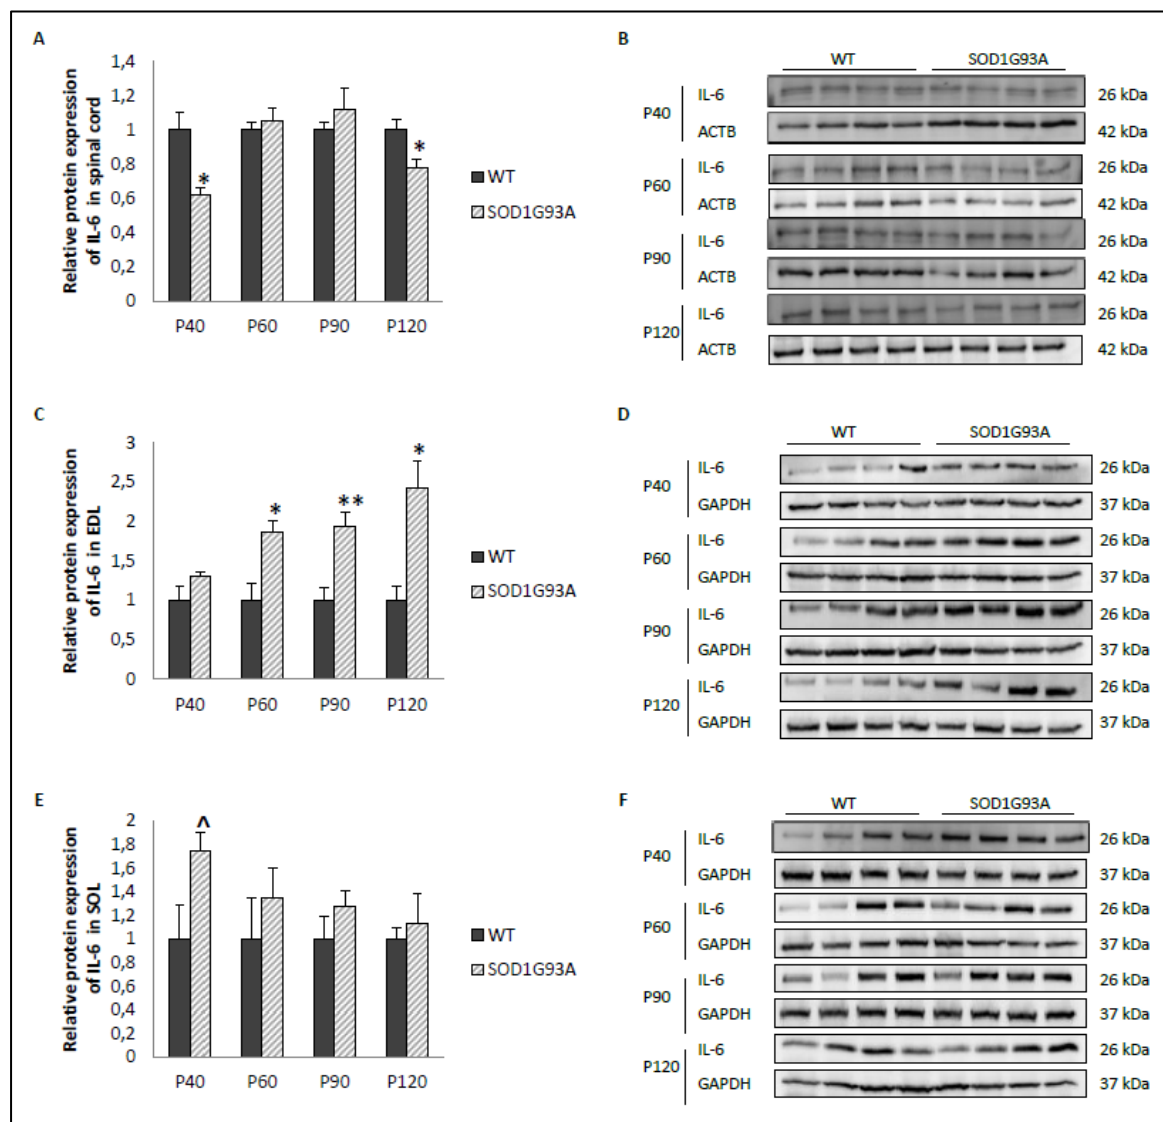 A
Relative protein expression
of IL-6 in spinal cord
1,4
1,2
1
0,8
0,6
0,4
0,2
0
*
*
P40 P60 P90 P120
WT
SOD1G93A
B
WT SOD1G93A
P40
IL-6 26 kDa
ACTB 42 kDa
P60
IL-6 26 kDa
ACTB 42 kDa
P90
IL-6 26 kDa
ACTB 42 kDa
P120
IL-6 26 kDa
ACTB 42 kDa
C
Relative protein expression
of IL-6 in EDL
3
2,5
2
1,5
1
0,5
0
*
**
*
P40 P60 P90 P120
WT
SOD1G93A
D
WT SOD1G93A
P40
IL-6 26 kDa
GAPDH 37 kDa
P60
IL-6 26 kDa
GAPDH 37 kDa
P90
IL-6 26 kDa
GAPDH 37 kDa
P120
IL-6 26 kDa
GAPDH 37 kDa
E
Relative protein expression
of IL-6 in SOL
2
1,8
1,6
1,4
1,2
1
0,8
0,6
0,4
0,2
0
^
P40 P60 P90 P120
WT
SOD1G93A
F
WT SOD1G93A
P40
IL-6 26 kDa
GAPDH 37 kDa
P60
IL-6 26 kDa
GAPDH 37 kDa
P90
IL-6 26 kDa
GAPDH 37 kDa
P120
IL-6 26 kDa
GAPDH 37 kDa